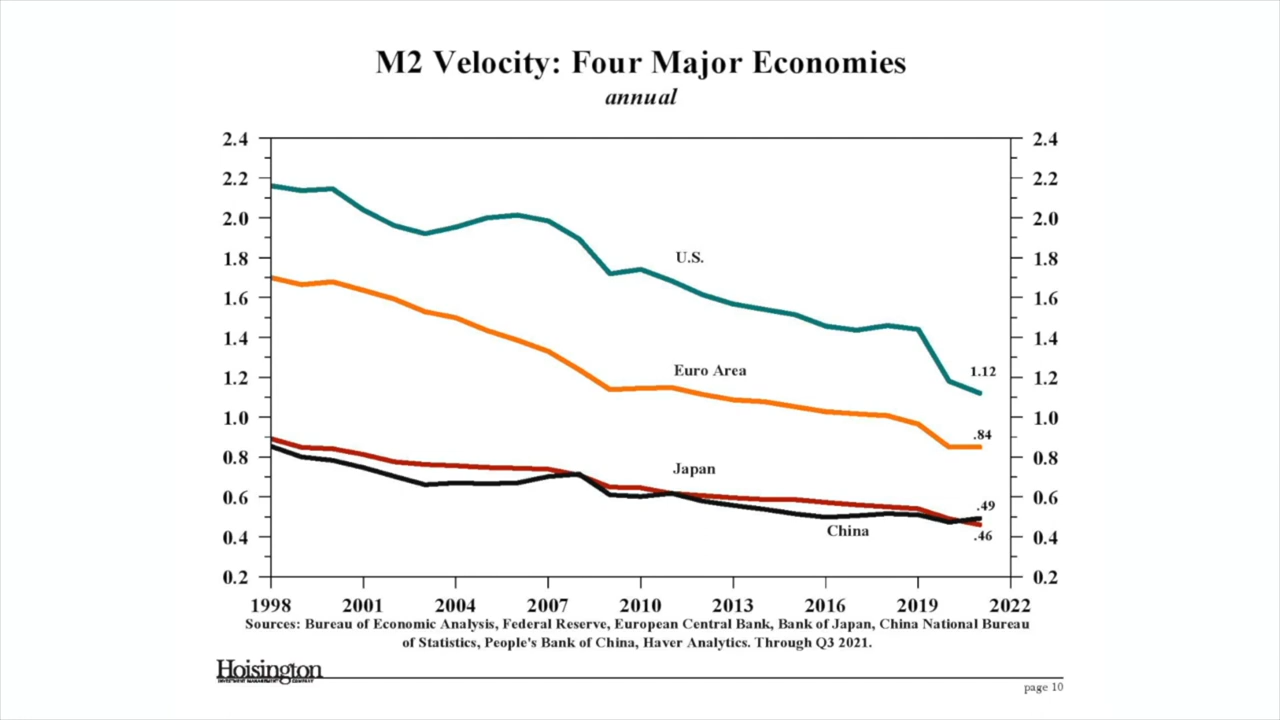 M2 Velocity: Four Major Economies
annual
2.4 2.4
2.2 2.2
2.0 2.0
1.8 U.S. 1.8
1.6 1.6
1.4 1.4
Euro Area 1.12
1.2 1.2
1.0 1.0
.84
0.8 0.8
Japan
0.6 0.6
.49
China
0.4 .46 0.4
0.2 0.2
1998 2001 2004 2007 2010 2013 2016 2019 2022
Sources: Bureau of Economic Analysis, Federal Reserve, European Central Bank, Bank of Japan, China National Bureau
of Statistics, People's Bank of China, Haver Analytics. Through Q3 2021.
Hoisington
INVESTMENT MANAGEMENT COMPANY
page 10